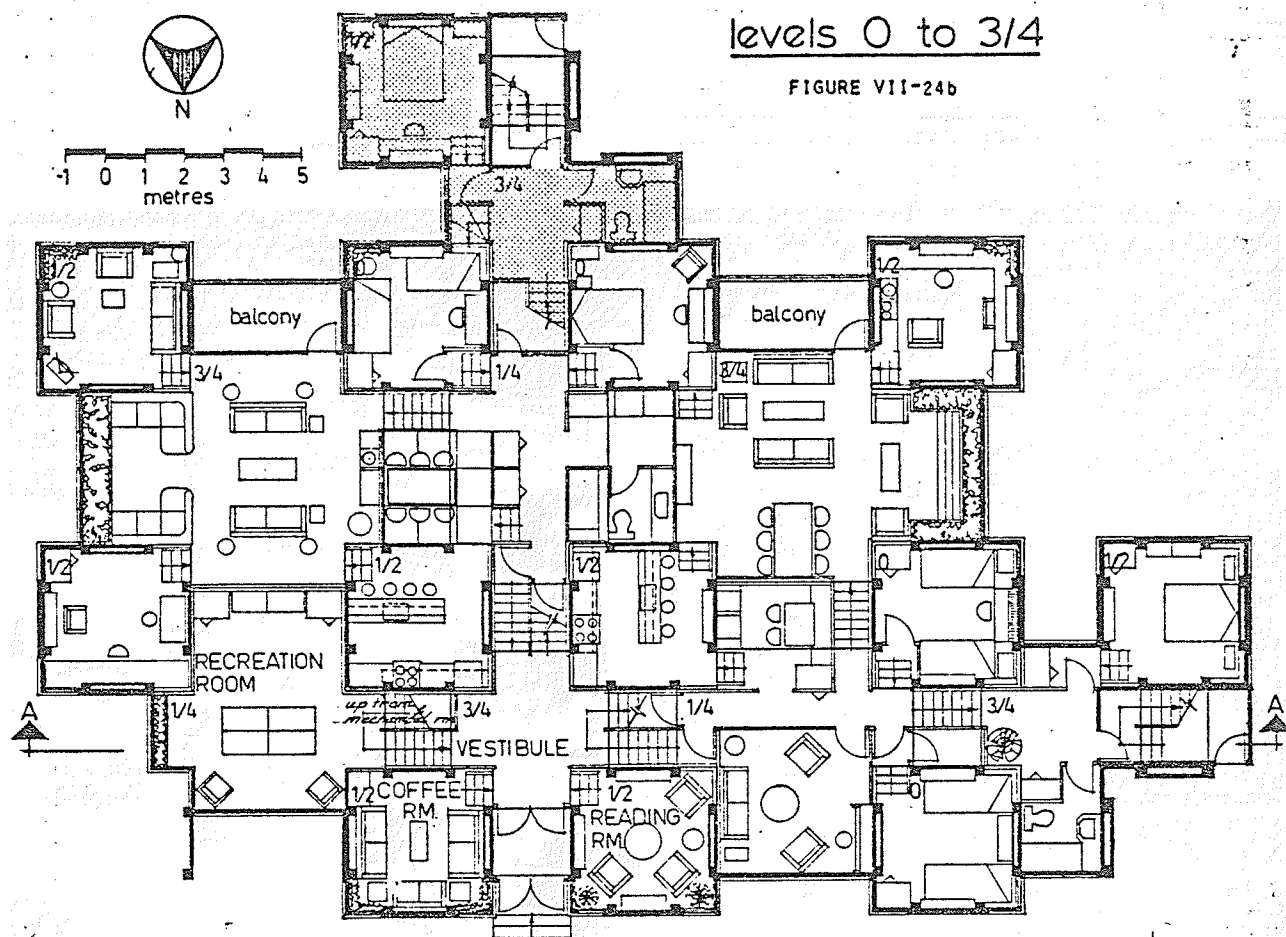 levels 0 to 3/4
FIGURE VII-24b
N
-1 0 1 2 3 4 5
metres
1/2
3/4
1/2
balcony
3/4
1/4
balcony
3/4
1/2
1/2
1/2
1/2
1/2
RECREATION
ROOM
1/4
up from
mechanical
3/4
VESTIBULE
1/4
3/4
A
A
1/2
COFFEE
RM.
1/2
READING
RM.